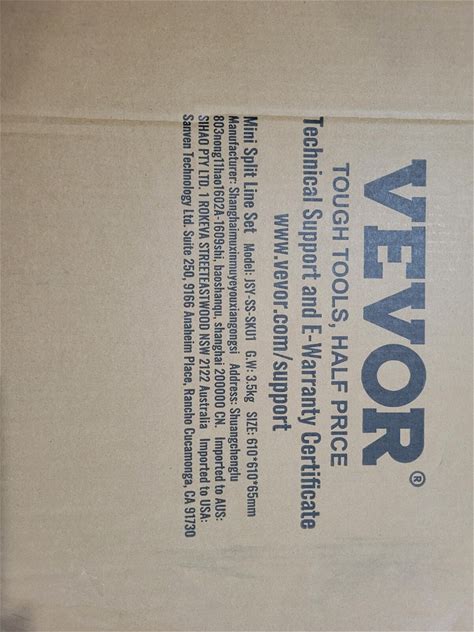 VEVOR®
TOUGH TOOLS, HALF PRICE
Technical Support and E-Warranty Certificate
www.vevor.com/support
Mini Split Line Set Model: JSY-SS-SKU1 G.W: 3.5kg SIZE: 610*610*65mm
Manufacturer: Shanghaimuxinmuyeyouxiangongsi Address: Shuangchenglu
803nong11hao1602A-1609shi, baoshanqu, shanghai 200000 CN. Imported to AUS:
SIHAO PTY LTD. 1 ROKEVA STREETEASTWOOD NSW 2122 Australia Imported to USA:
Sanven Technology Ltd. Suite 250, 9166 Anaheim Place, Rancho Cucamonga, CA 91730